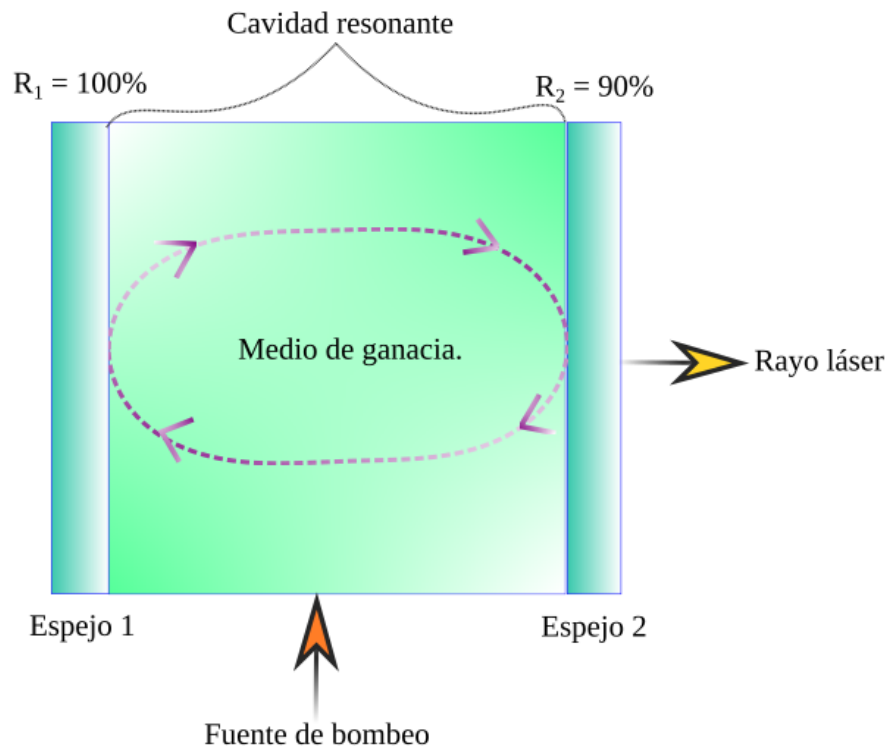 Cavidad resonante
R₁ = 100%
R₂ = 90%
Medio de ganacia.
Rayo láser
Espejo 1
Espejo 2
Fuente de bombeo